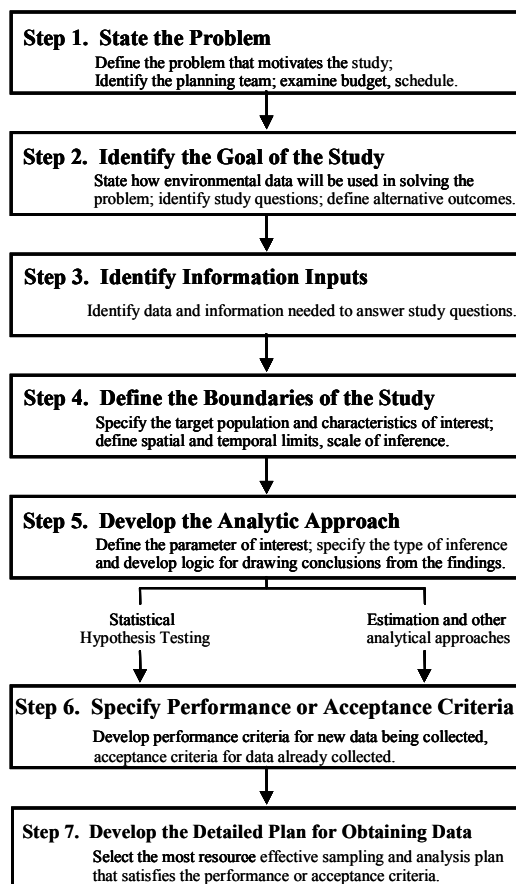 Step 1. State the Problem
Define the problem that motivates the study;
Identify the planning team; examine budget, schedule.
Step 2. Identify the Goal of the Study
State how environmental data will be used in solving the
problem; identify study questions; define alternative outcomes.
Step 3. Identify Information Inputs
Identify data and information needed to answer study questions.
Step 4. Define the Boundaries of the Study
Specify the target population and characteristics of interest;
define spatial and temporal limits, scale of inference.
Step 5. Develop the Analytic Approach
Define the parameter of interest; specify the type of inference
and develop logic for drawing conclusions from the findings.
Statistical
Hypothesis Testing
Estimation and other
analytical approaches
Step 6. Specify Performance or Acceptance Criteria
Develop performance criteria for new data being collected,
acceptance criteria for data already collected.
Step 7. Develop the Detailed Plan for Obtaining Data
Select the most resouroe effective sampling and analysis plan
that satisfies the performance or acceptance criteria.